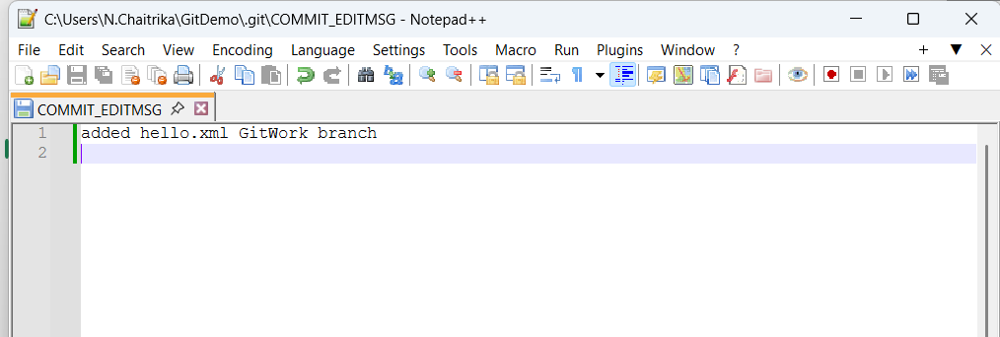 C:\Users\N.Chaitrika\GitDemo\.git\COMMIT_EDITMSG - Notepad++
File Edit Search View Encoding Language Settings Tools Macro Run Plugins Window ?
COMMIT_EDITMSG
1 added hello.xml GitWork branch
2